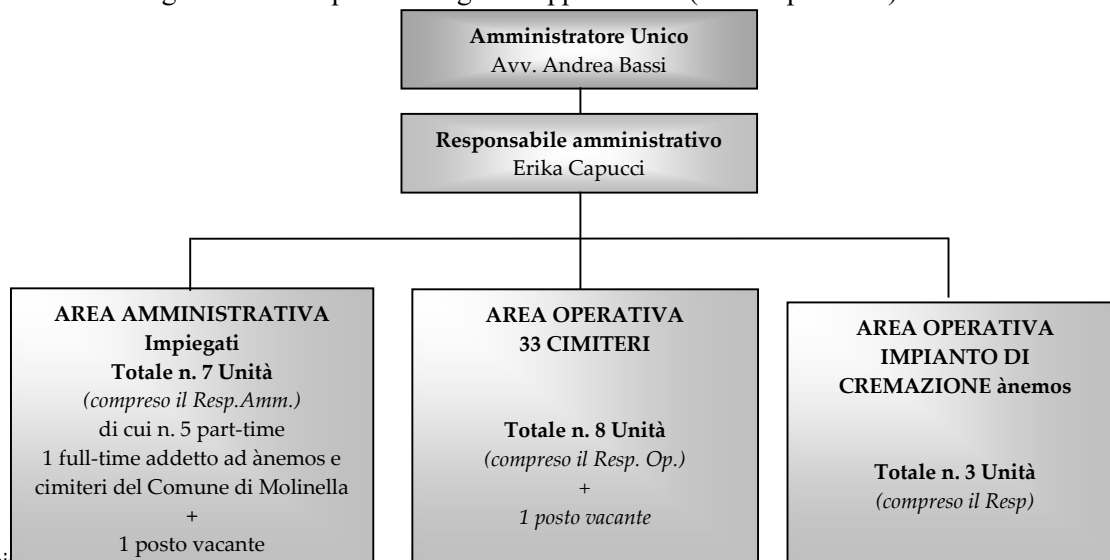 Amministratore Unico
Avv. Andrea Bassi
Responsabile amministrativo
Erika Capucci
AREA AMMINISTRATIVA
Impiegati
Totale n. 7 Unità
(compreso il Resp.Amm.)
di cui n. 5 part-time
1 full-time addetto ad ànemos e
cimiteri del Comune di Molinella
+
1 posto vacante
AREA OPERATIVA
33 CIMITERI
Totale n. 8 Unità
(compreso il Resp. Op.)
+
1 posto vacante
AREA OPERATIVA
IMPIANTO DI
CREMAZIONE ànemos
Totale n. 3 Unità
(compreso il Resp)